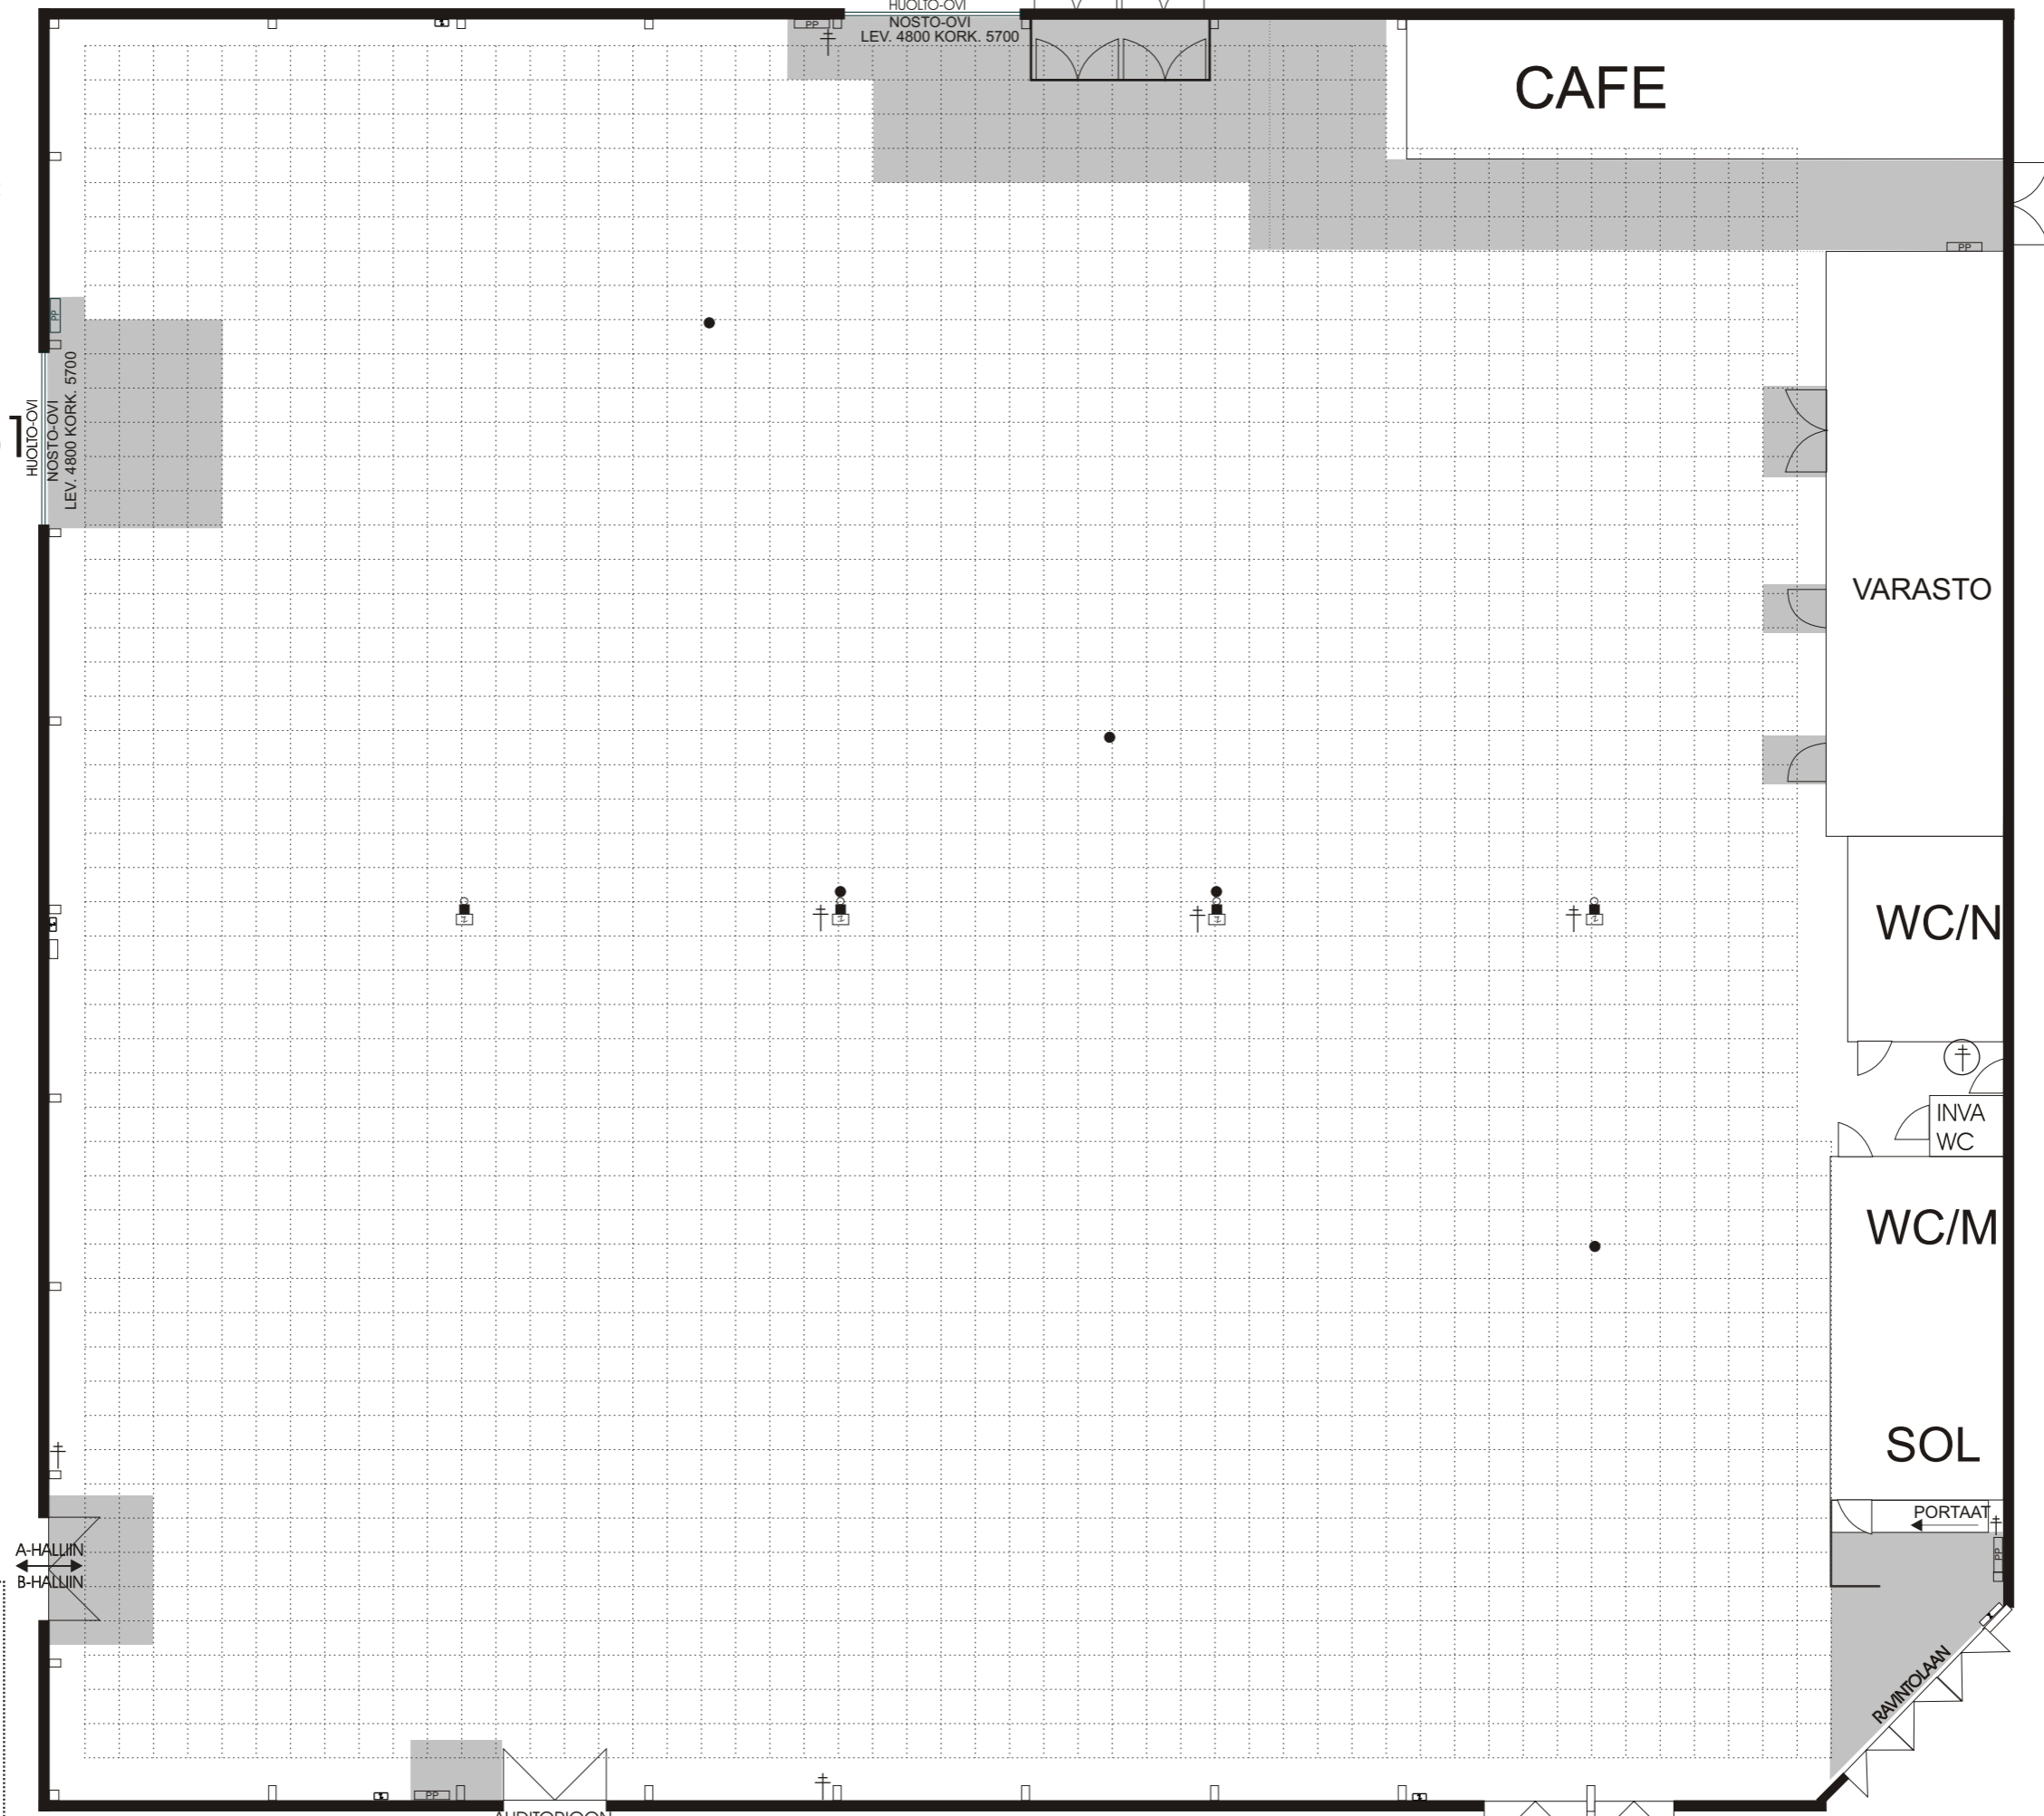 HUOLTO-OVI
PP
NOSTO-OVI
LEV. 4800 KORK. 5700
CAFE
PP
PP
HUOLTO-OVI
NOSTO-OVI
LEV. 4800 KORK. 5700
VARASTO
WC/N
INVA
WC
WC/M
SOL
PORTAAT
PP
A-HALLIIN
B-HALLIIN
RAVINTOLAAN
PP
AUDITORIOON